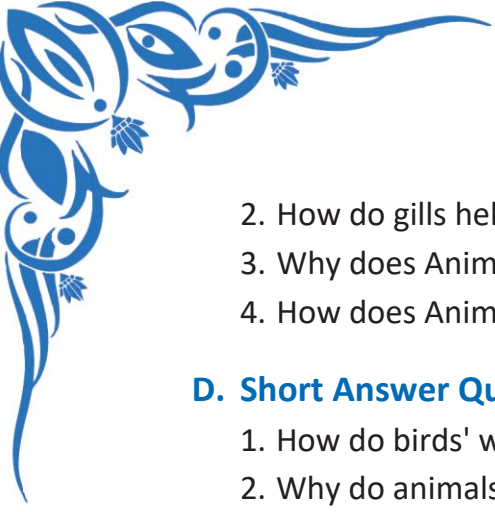 2. How do gills hel
3. Why does Anim
4. How does Anim
D. Short Answer Qu
1. How do birds' w
2. Why do animals